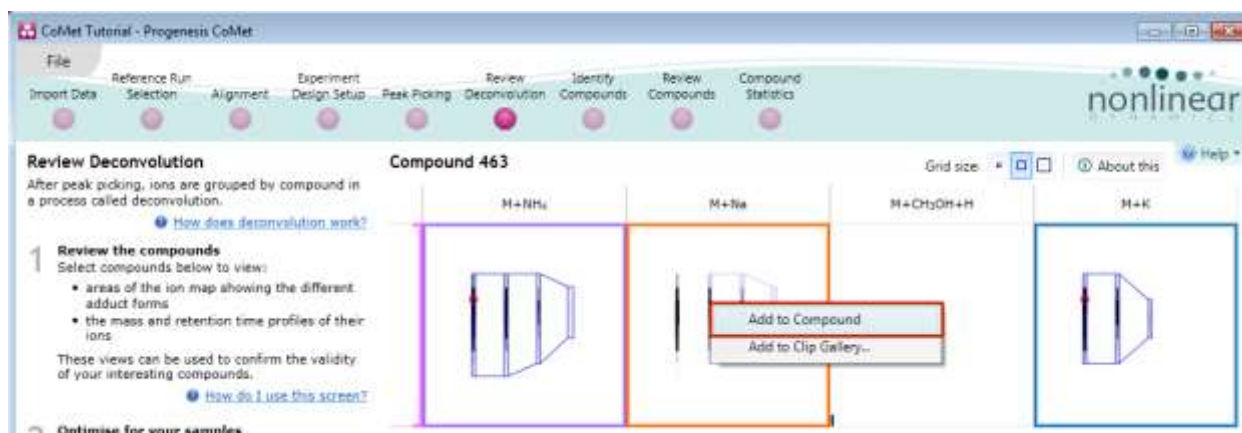 CoMet Tutorial - Progenesis CoMet
File
Import Data
Reference Run Selection
Alignment
Experiment Design Setup
Peak Picking
Review Deconvolution
Identify Compounds
Review Compounds
Compound Statistics
nonlinear
DYNAMICS
Review Deconvolution
After peak picking, ions are grouped by compound in
a process called deconvolution.
How does deconvolution work?
1 Review the compounds
Select compounds below to view:
• areas of the ion map showing the different
adduct forms
• the mass and retention time profiles of their
ions
These views can be used to confirm the validity
of your interesting compounds.
How do I use this screen?
Optimise for your samples
Compound 463
Grid size:
About this
Help
M+NH₄
M+Na
M+CH₃OH+H
M+K
Add to Compound
Add to Clip Gallery...